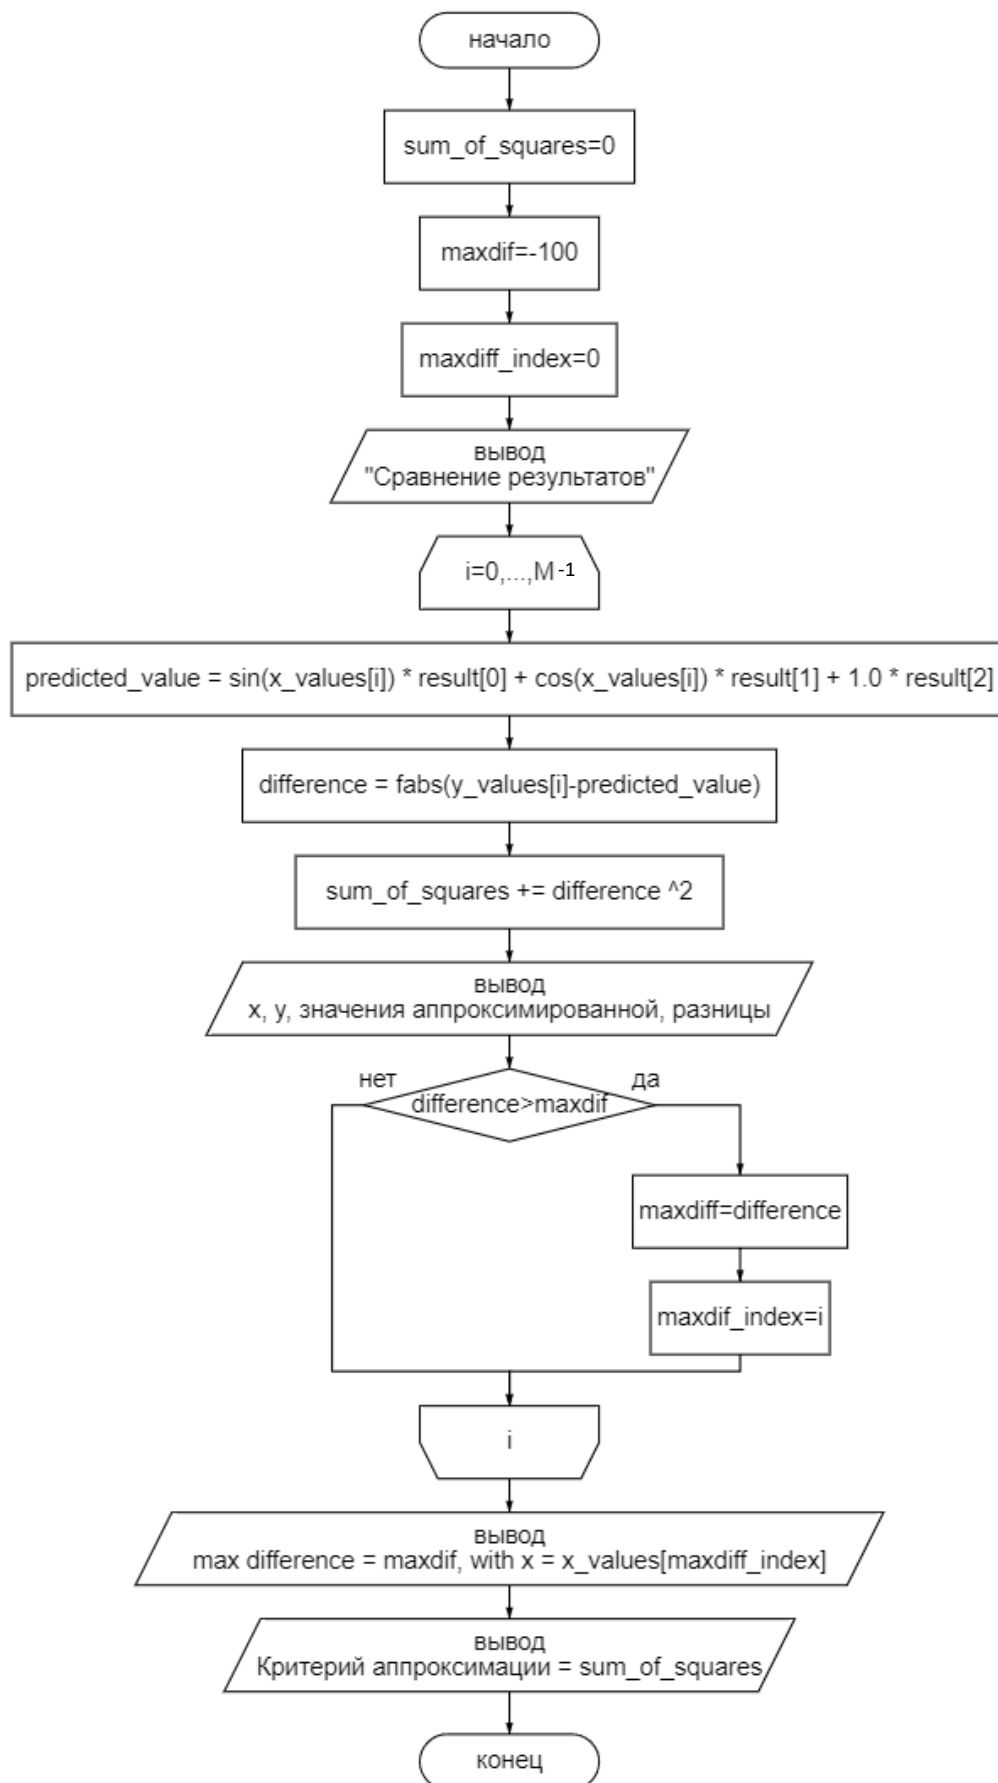 начало
sum_of_squares=0
maxdif=-100
maxdiff_index=0
вывод
"Сравнение результатов"
i=0,...,M -1
predicted_value = sin(x_values[i]) * result[0] + cos(x_values[i]) * result[1] + 1.0 * result[2]
difference = fabs(y_values[i]-predicted_value)
sum_of_squares += difference ^2
вывод
x, y, значения аппроксимированной, разницы
нет
да
difference>maxdif
maxdiff=difference
maxdif_index=i
i
вывод
max difference = maxdif, with x = x_values[maxdiff_index]
вывод
Критерий аппроксимации = sum_of_squares
конец